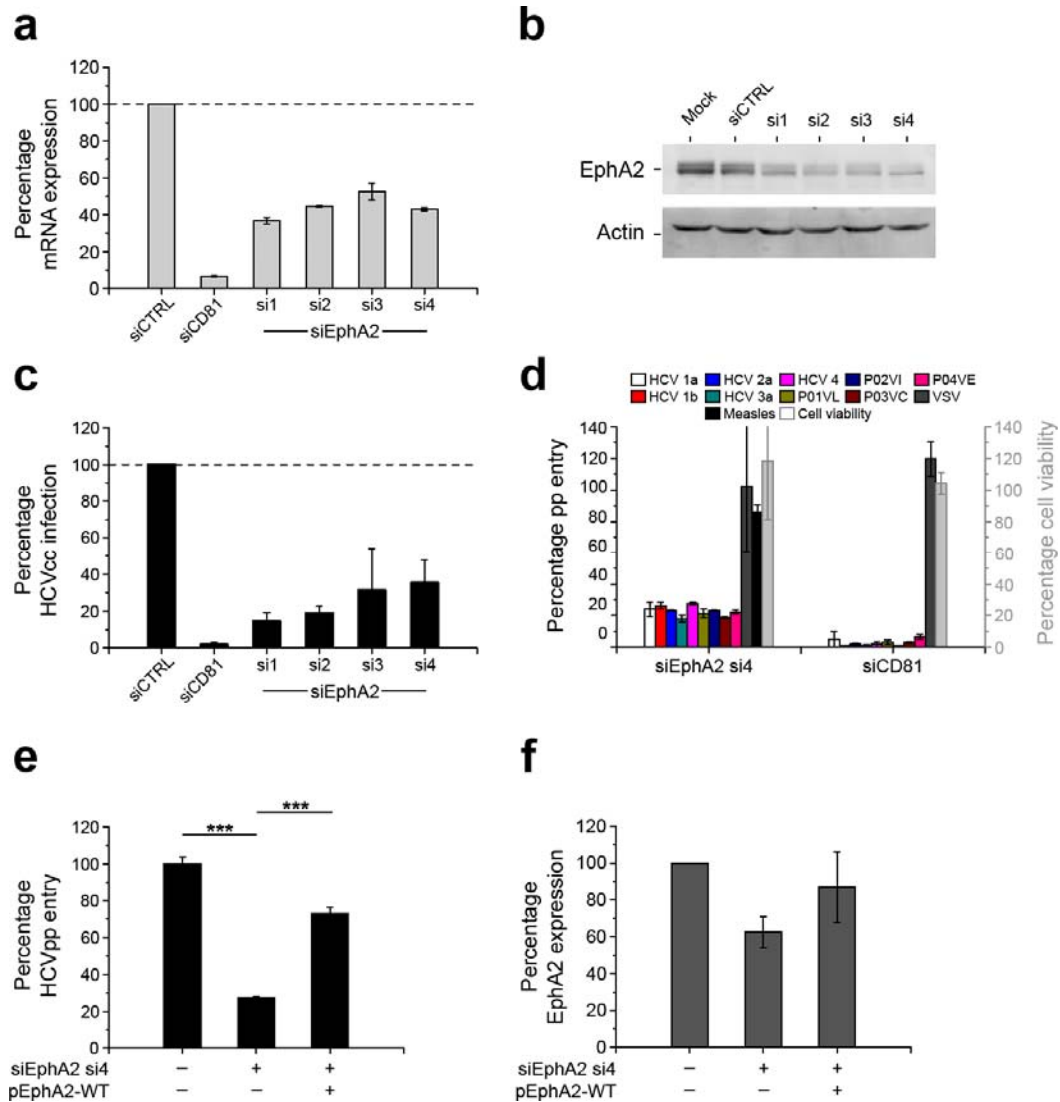 a
Percentage
mRNA expression
120
100
80
60
40
20
0
siCTRL
siCD81
si1
si2
si3
si4
siEphA2
b
Mock
siCTRL
si1
si2
si3
si4
EphA2
Actin
c
Percentage
HCVcc infection
120
100
80
60
40
20
0
siCTRL
siCD81
si1
si2
si3
si4
siEphA2
d
HCV 1a HCV 2a HCV 4 P02VI P04VE
HCV 1b HCV 3a P01VL P03VC VSV
Measles Cell viability
Percentage pp entry
140
120
100
80
60
40
20
0
siEphA2 si4
siCD81
140
120
100
80
60
40
20
0
Percentage cell viability
e
Percentage
HCVpp entry
120
100
80
60
40
20
0
***
***
siEphA2 si4 – + +
pEphA2-WT – – +
f
Percentage
EphA2 expression
120
100
80
60
40
20
0
siEphA2 si4 – + +
pEphA2-WT – – +